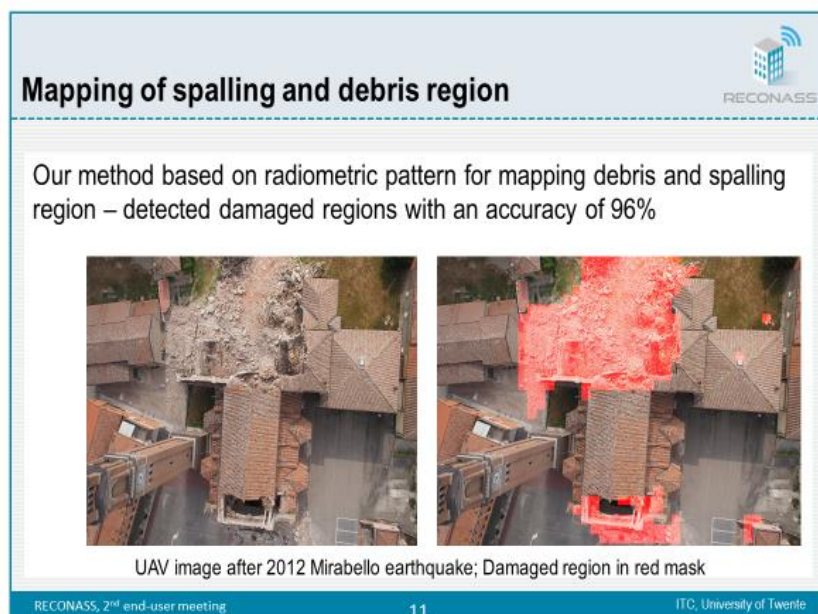 Mapping of spalling and debris region
RECONASS
Our method based on radiometric pattern for mapping debris and spalling
region – detected damaged regions with an accuracy of 96%
UAV image after 2012 Mirabello earthquake; Damaged region in red mask
RECONASS, 2nd end-user meeting
11
ITC, University of Twente